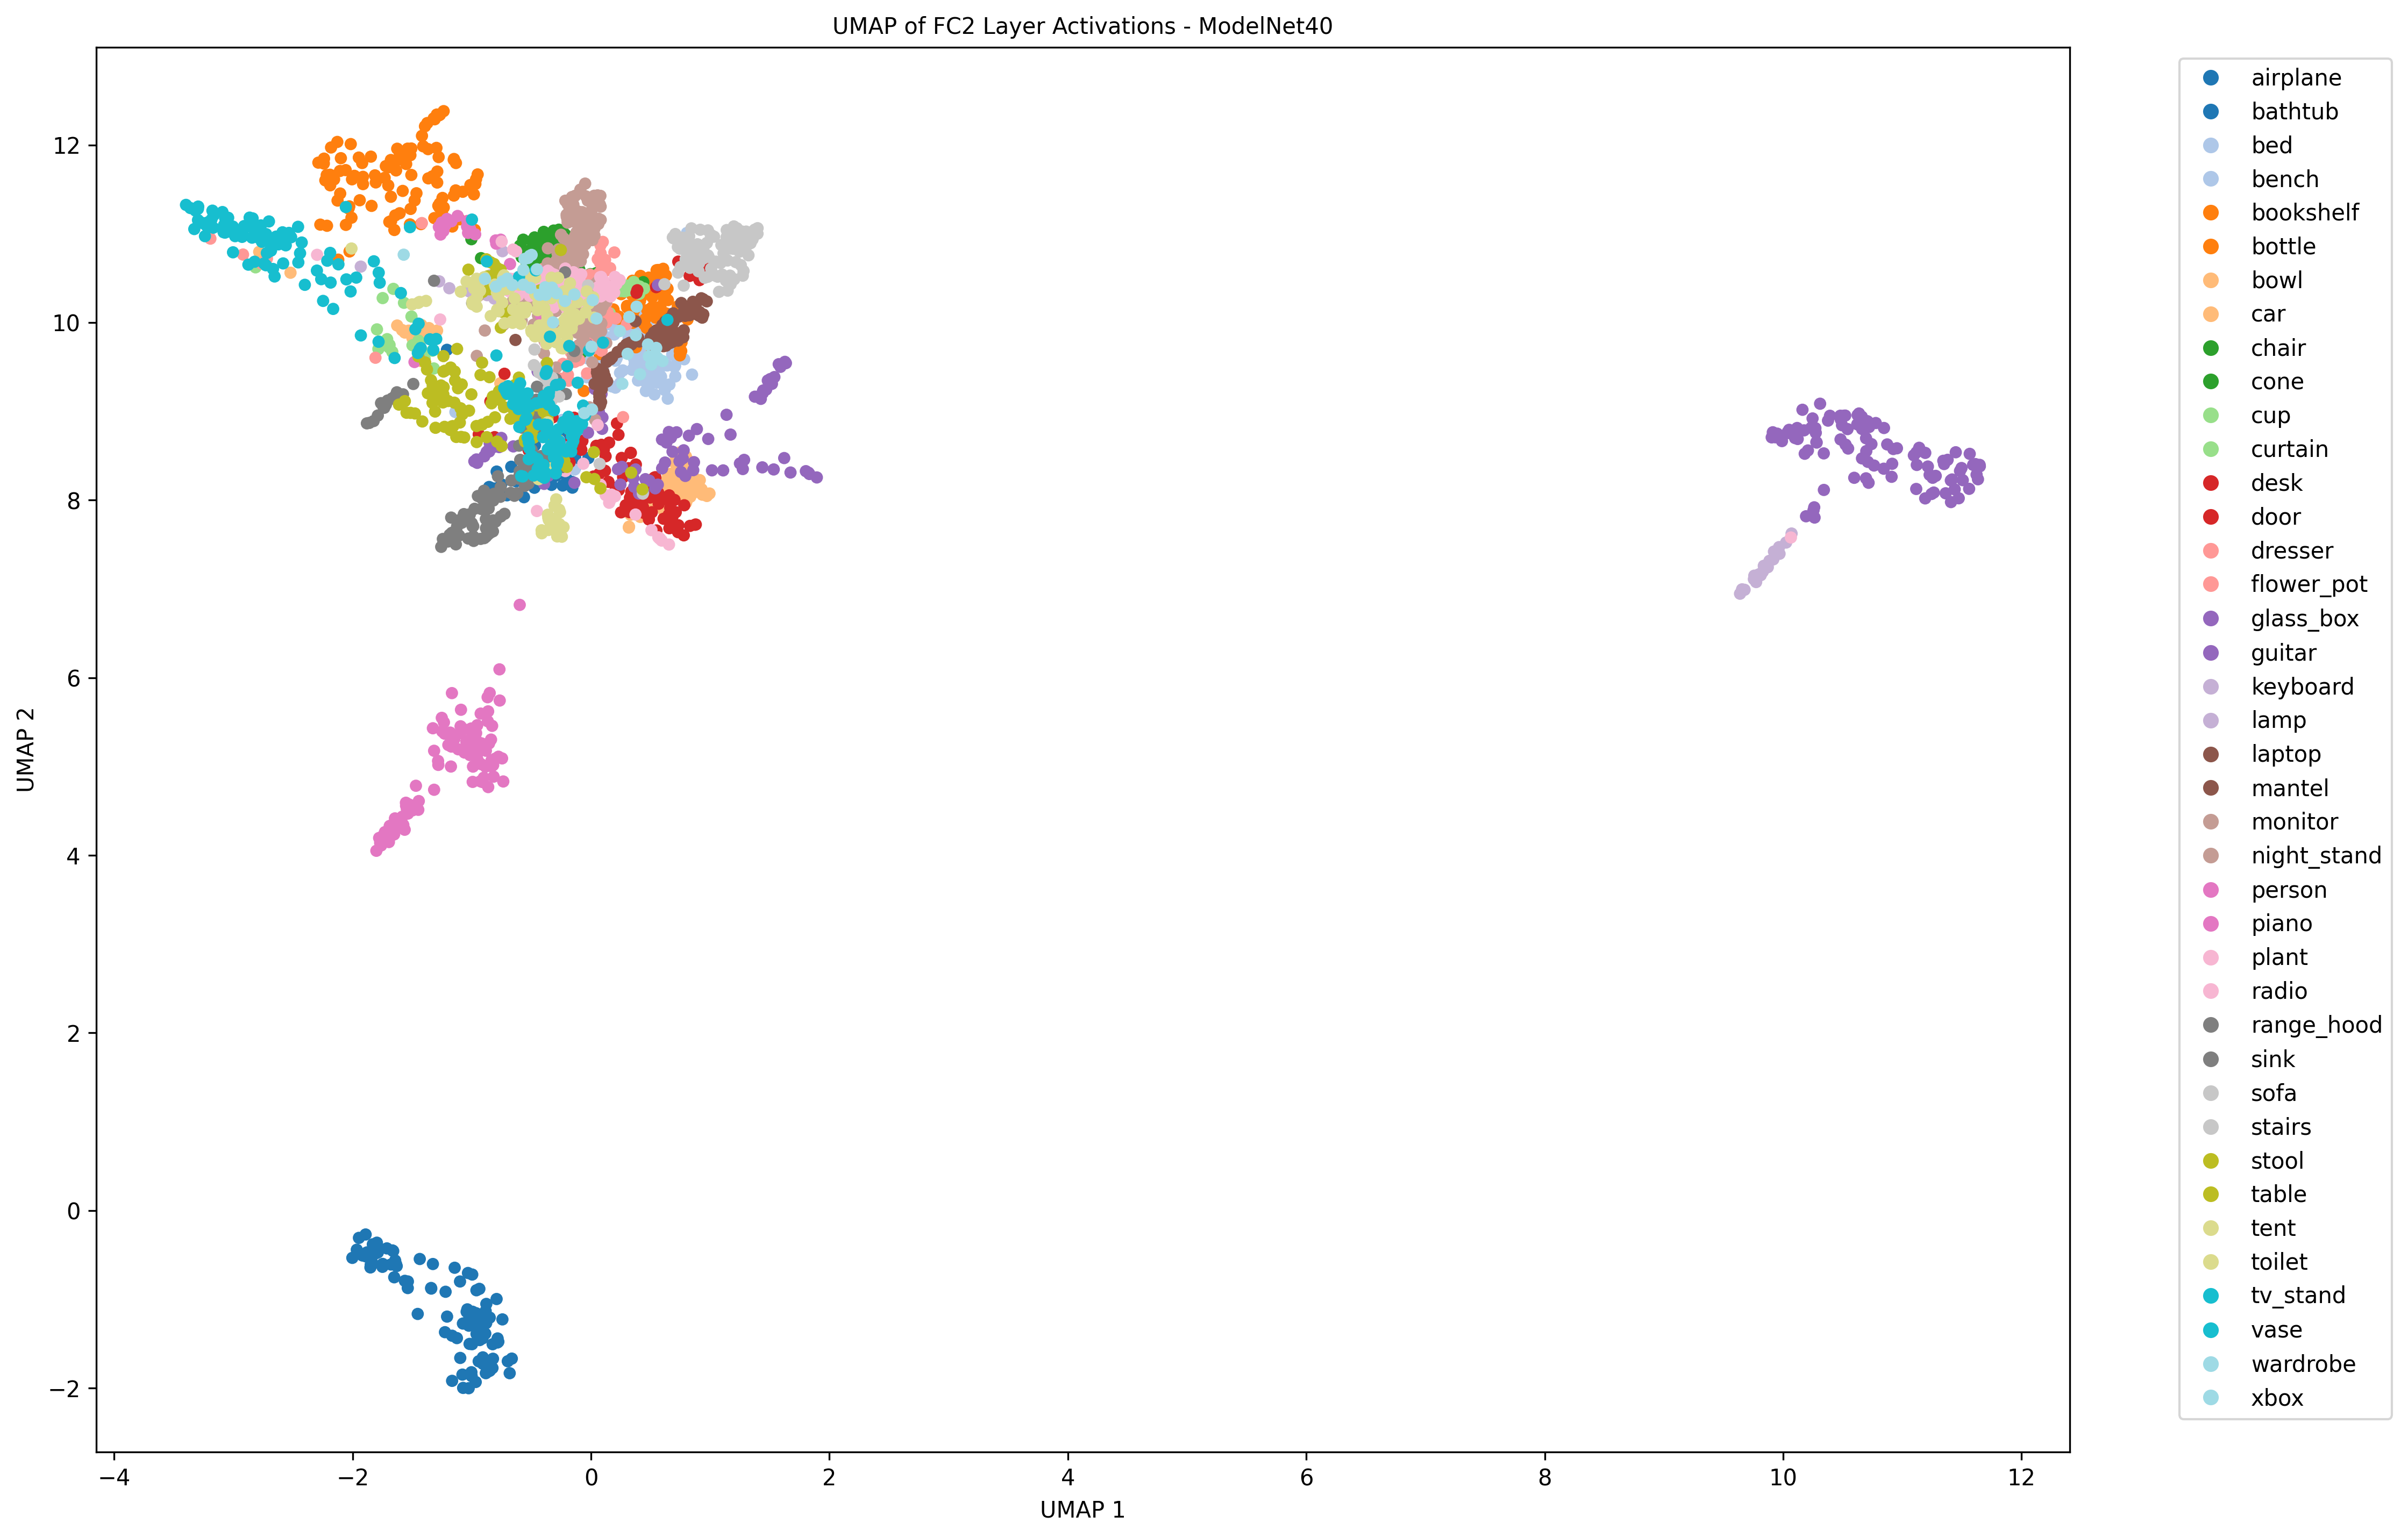 UMAP of FC2 Layer Activations - ModelNet40
12
10
8
6
4
2
0
−2
UMAP 2
−4
−2
0
2
4
6
8
10
12
UMAP 1
airplane
bathtub
bed
bench
bookshelf
bottle
bowl
car
chair
cone
cup
curtain
desk
door
dresser
flower_pot
glass_box
guitar
keyboard
lamp
laptop
mantel
monitor
night_stand
person
piano
plant
radio
range_hood
sink
sofa
stairs
stool
table
tent
toilet
tv_stand
vase
wardrobe
xbox